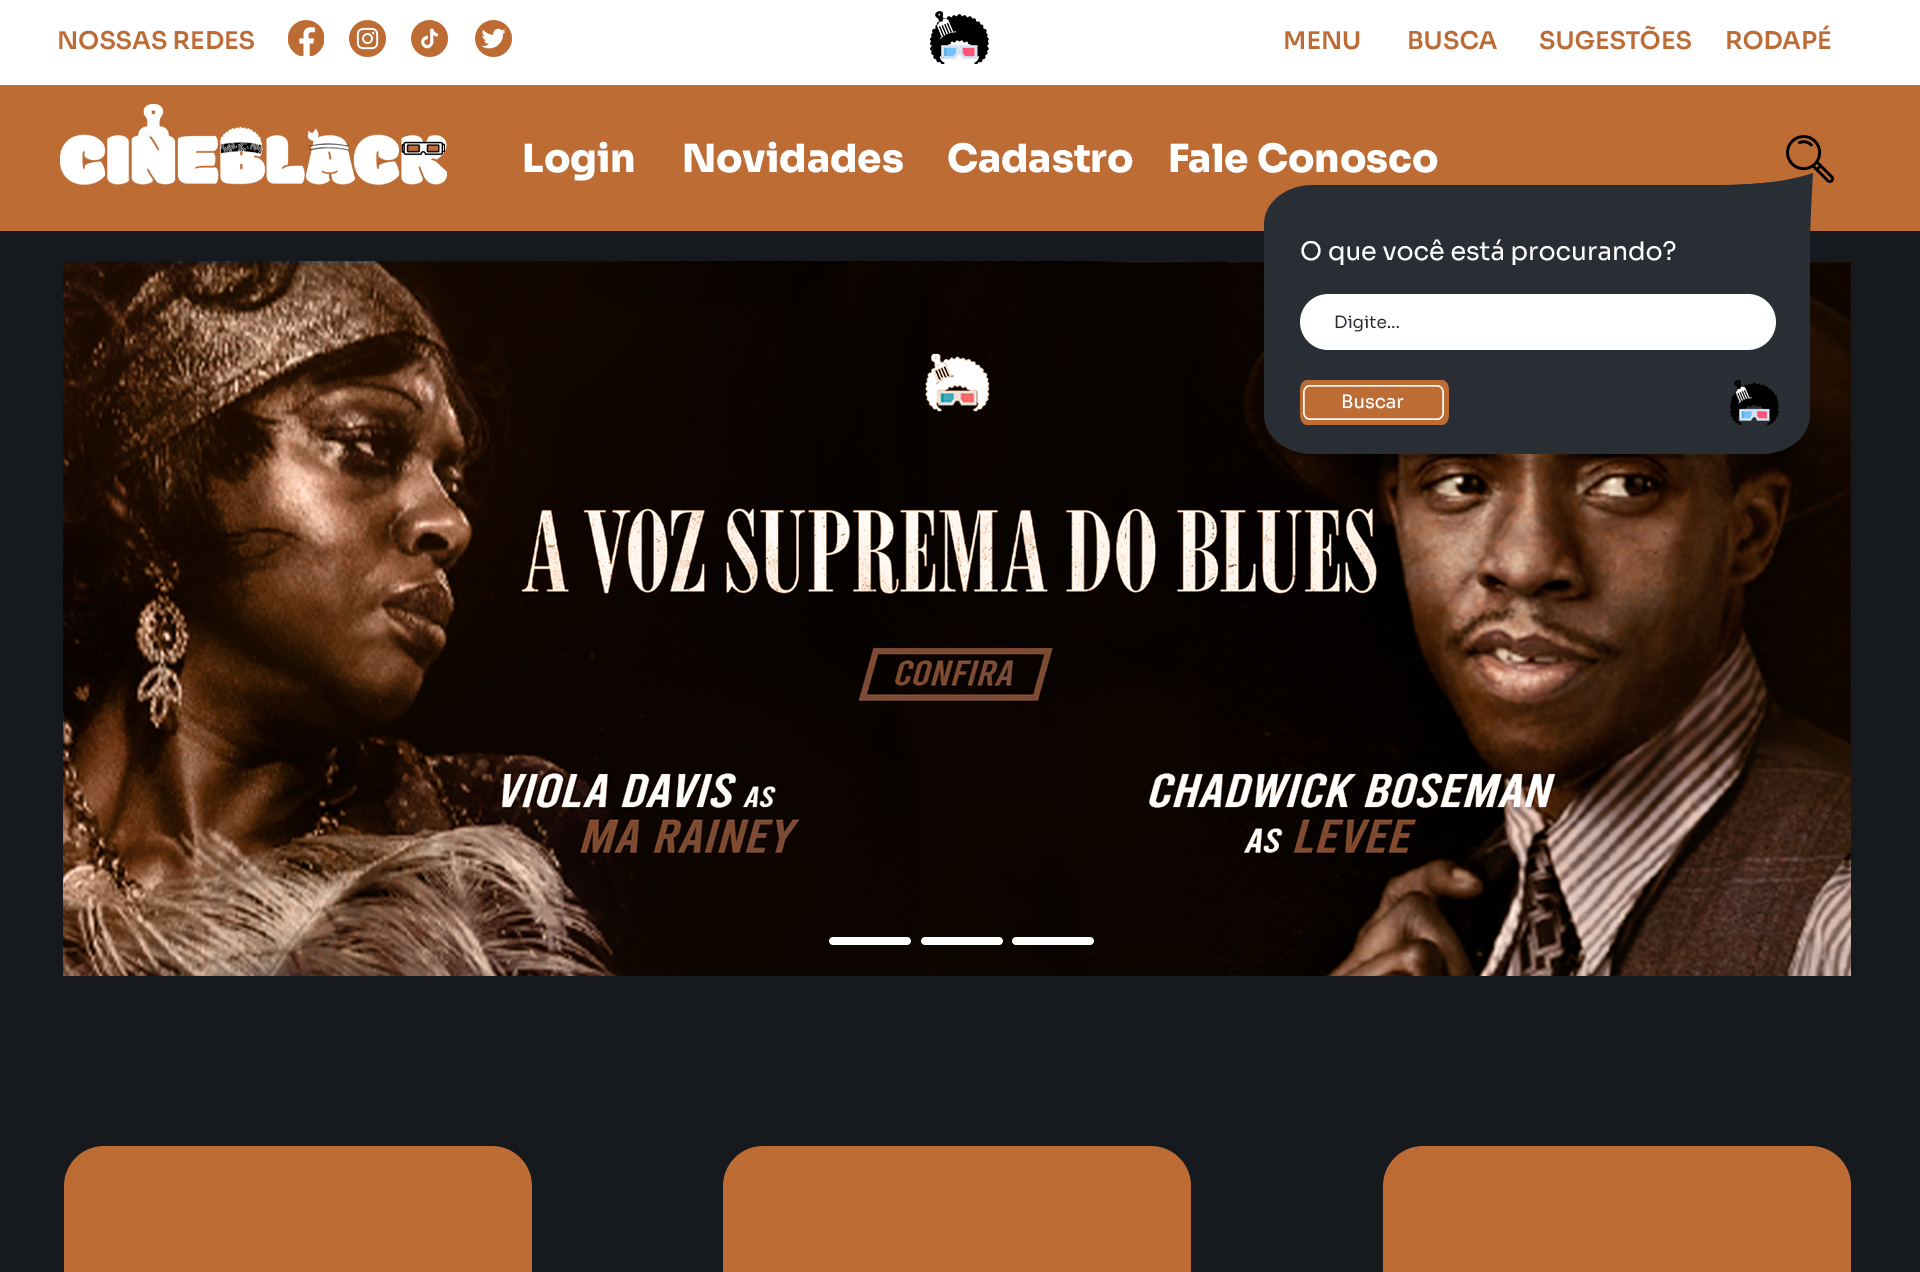 NOSSAS REDES
MENU BUSCA SUGESTÕES RODAPÉ
CINEBLACK
Login Novidades Cadastro Fale Conosco
O que você está procurando?
Digite...
Buscar
A VOZ SUPREMA DO BLUES
CONFIRA
VIOLA DAVIS AS
MA RAINEY
CHADWICK BOSEMAN
AS LEVEE